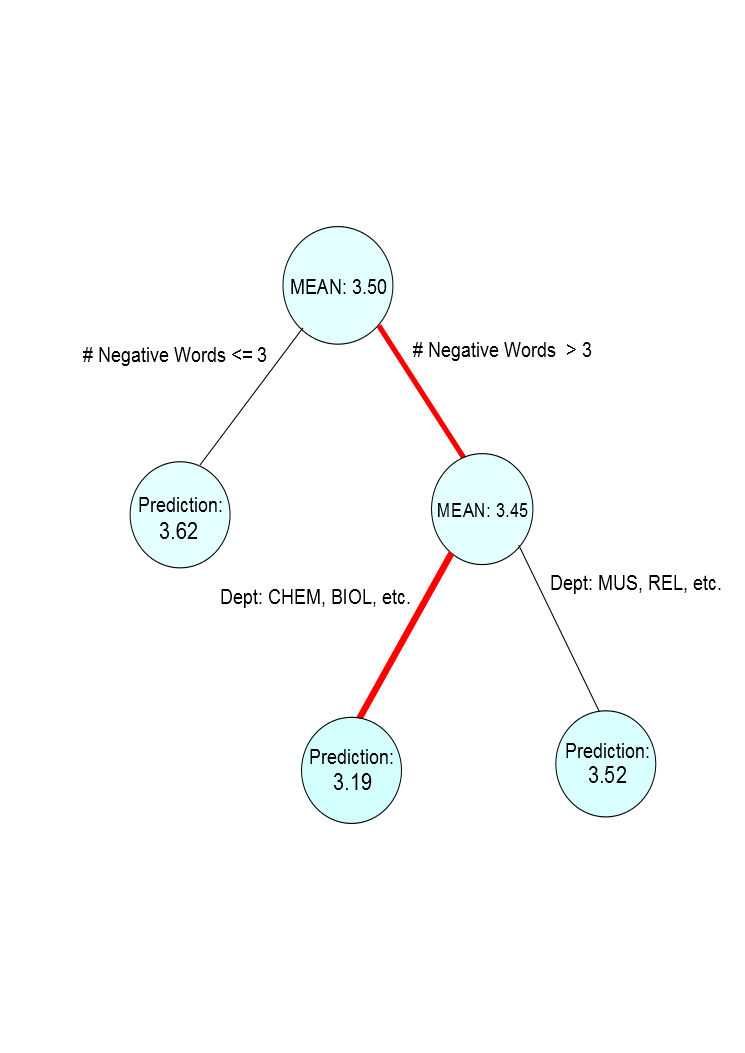 MEAN: 3.50
# Negative Words <= 3
# Negative Words > 3
Prediction:
3.62
MEAN: 3.45
Dept: CHEM, BIOL, etc.
Dept: MUS, REL, etc.
Prediction:
3.19
Prediction:
3.52